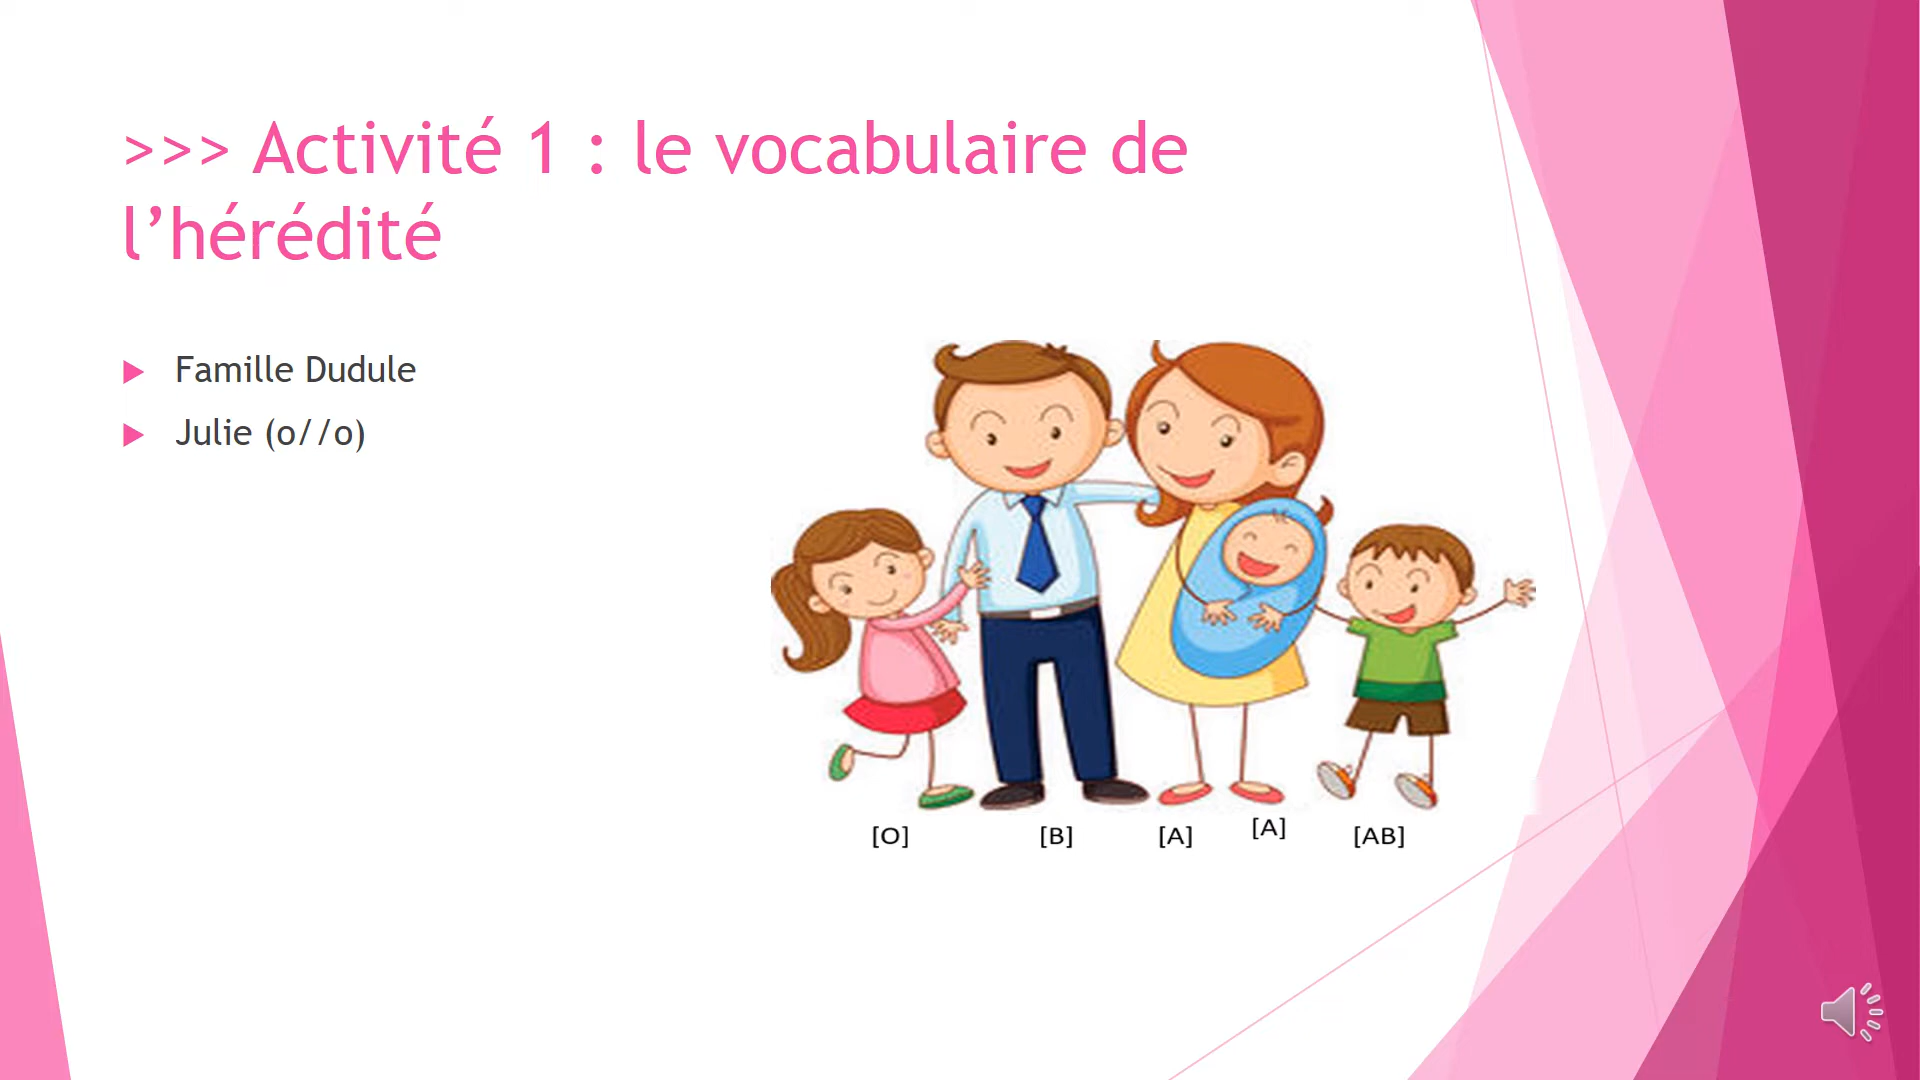 >>> Activité 1 : le vocabulaire de
l’hérédité
Famille Dudule
Julie (o//o)
[O] [B] [A] [A] [AB]